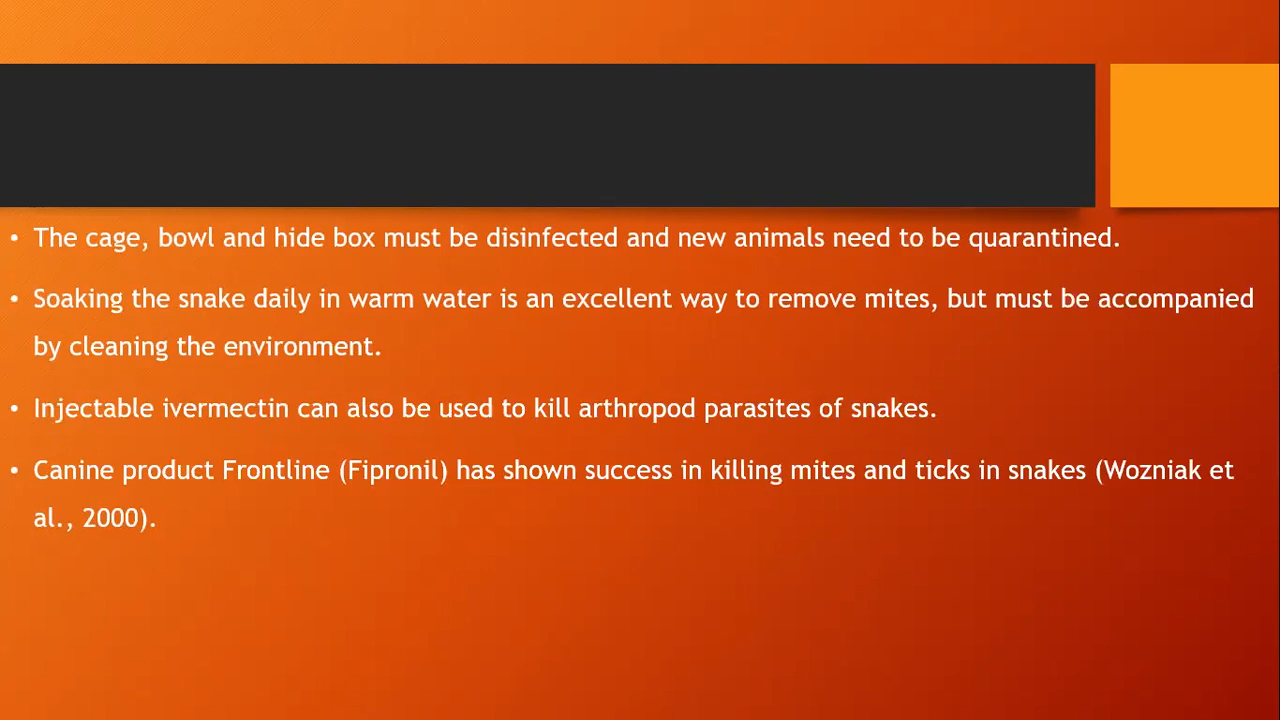 • The cage, bowl and hide box must be disinfected and new animals need to be quarantined.
• Soaking the snake daily in warm water is an excellent way to remove mites, but must be accompanied
by cleaning the environment.
• Injectable ivermectin can also be used to kill arthropod parasites of snakes.
• Canine product Frontline (Fipronil) has shown success in killing mites and ticks in snakes (Wozniak et
al., 2000).